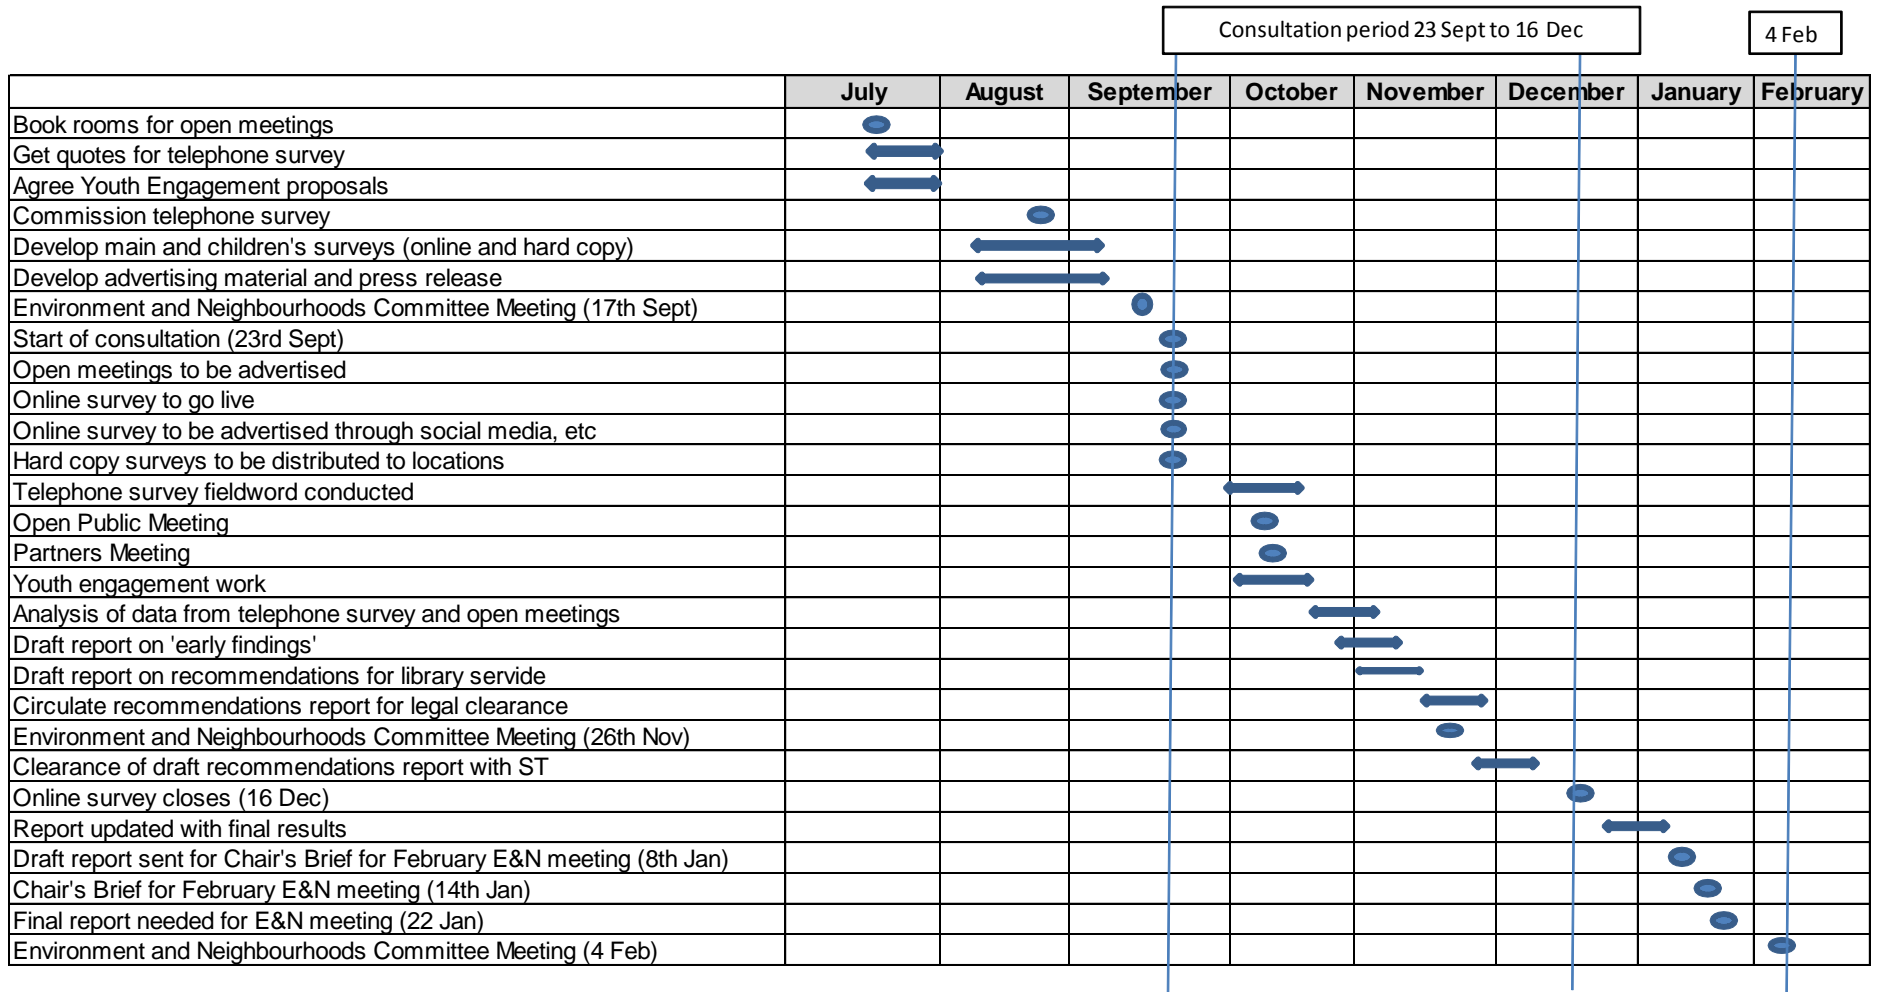 Consultation period 23 Sept to 16 Dec
4 Feb
July August September October November December January February
Book rooms for open meetings
Get quotes for telephone survey
Agree Youth Engagement proposals
Commission telephone survey
Develop main and children's surveys (online and hard copy)
Develop advertising material and press release
Environment and Neighbourhoods Committee Meeting (17th Sept)
Start of consultation (23rd Sept)
Open meetings to be advertised
Online survey to go live
Online survey to be advertised through social media, etc
Hard copy surveys to be distributed to locations
Telephone survey fieldword conducted
Open Public Meeting
Partners Meeting
Youth engagement work
Analysis of data from telephone survey and open meetings
Draft report on 'early findings'
Draft report on recommendations for library servide
Circulate recommendations report for legal clearance
Environment and Neighbourhoods Committee Meeting (26th Nov)
Clearance of draft recommendations report with ST
Online survey closes (16 Dec)
Report updated with final results
Draft report sent for Chair's Brief for February E&N meeting (8th Jan)
Chair's Brief for February E&N meeting (14th Jan)
Final report needed for E&N meeting (22 Jan)
Environment and Neighbourhoods Committee Meeting (4 Feb)